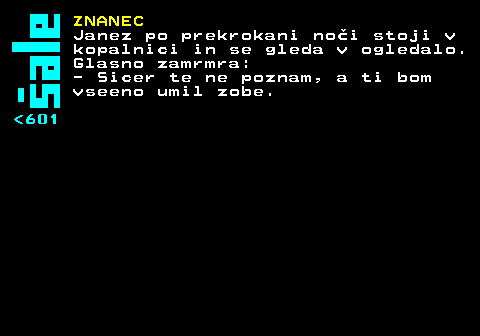 šale
ZNANEC
Janez po prekrokani noči stoji v
kopalnici in se gleda v ogledalo.
Glasno zamrmra:
- Sicer te ne poznam, a ti bom
vseeno umil zobe.
<601